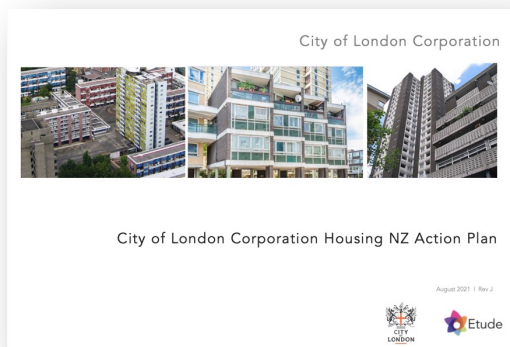 City of London Corporation
City of London Corporation Housing NZ Action Plan
August 2021 | Rev J
CITY
LONDON
Etude